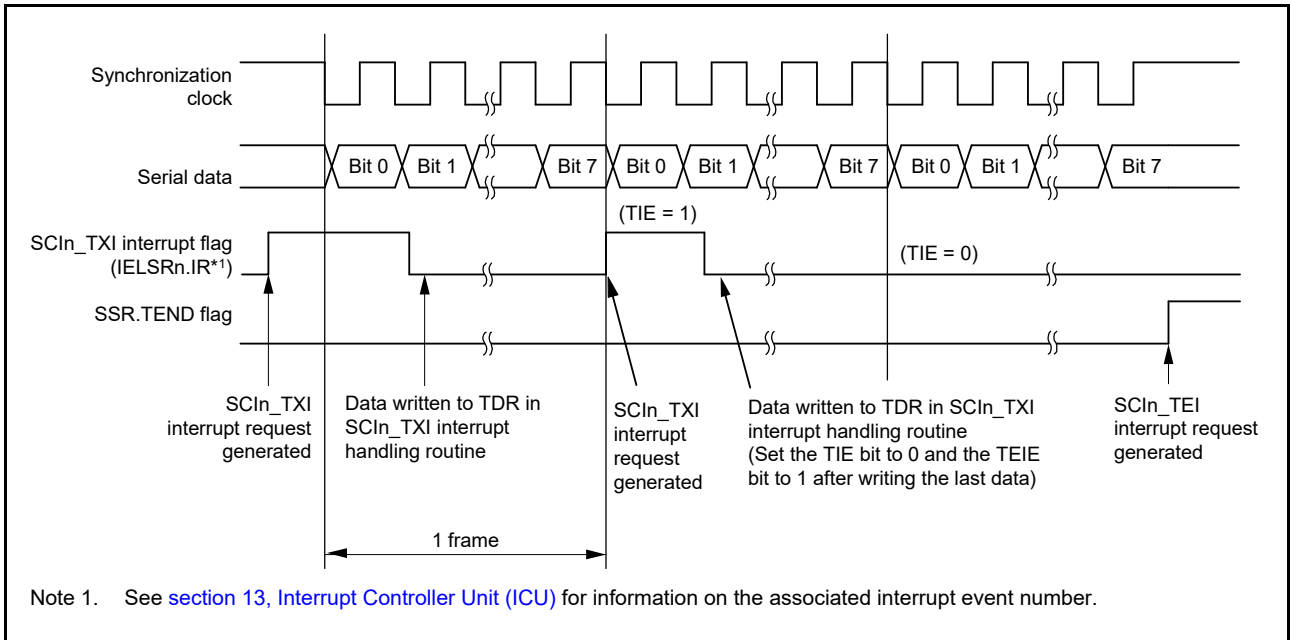 Synchronization
clock
Serial data
Bit 0
Bit 1
Bit 7
Bit 0
Bit 1
Bit 7
Bit 0
Bit 1
Bit 7
SCIn_TXI interrupt flag
(IELSRn.IR*1)
(TIE = 1)
(TIE = 0)
SSR.TEND flag
SCIn_TXI
interrupt request
generated
Data written to TDR in
SCIn_TXI interrupt
handling routine
SCIn_TXI
interrupt
request
generated
Data written to TDR in SCIn_TXI
interrupt handling routine
(Set the TIE bit to 0 and the TEIE
bit to 1 after writing the last data)
SCIn_TEI
interrupt request
generated
1 frame
Note 1. See section 13, Interrupt Controller Unit (ICU) for information on the associated interrupt event number.